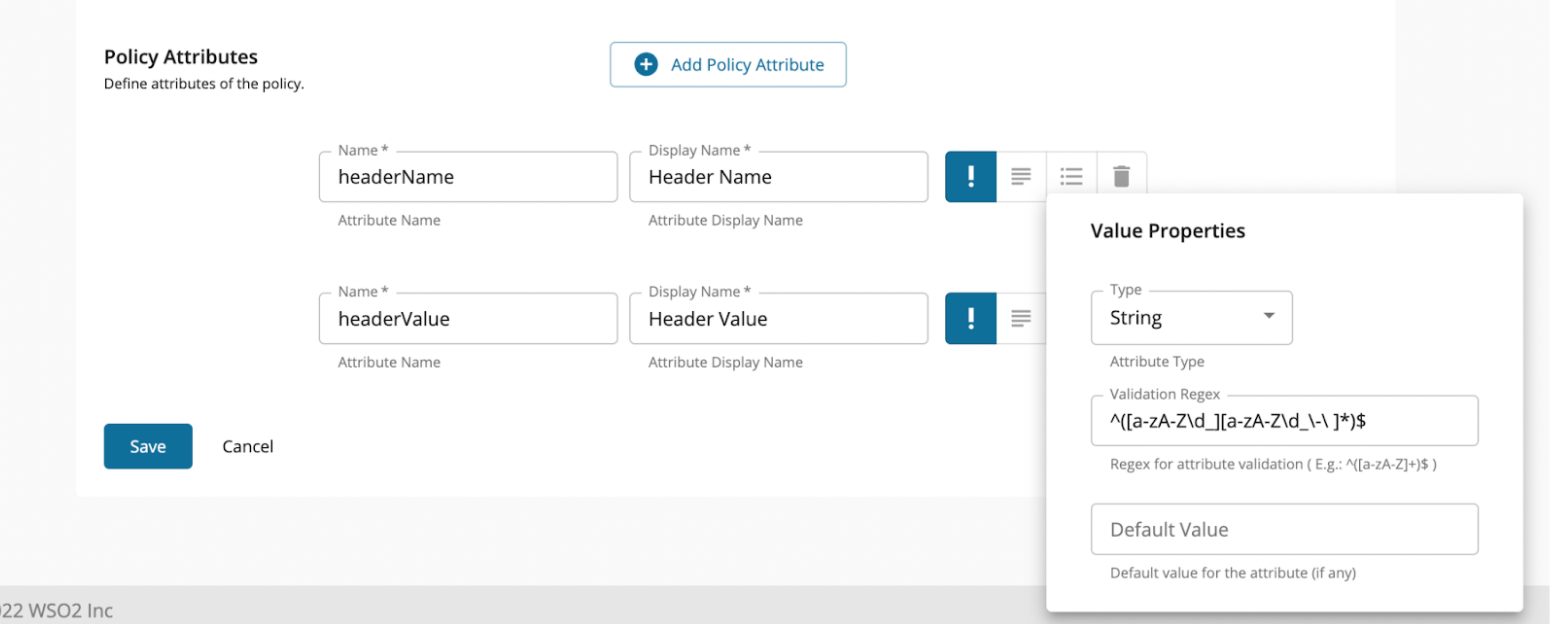 Policy Attributes
Define attributes of the policy.
Add Policy Attribute
Name *
headerName
Attribute Name
Display Name *
Header Name
Attribute Display Name
!
Name *
headerValue
Attribute Name
Display Name *
Header Value
Attribute Display Name
!
Save
Cancel
Value Properties
Type
String
Attribute Type
Validation Regex
^([a-zA-Z\d_][a-zA-Z\d_\-\ ]*)$
Regex for attribute validation ( E.g.: ^([a-zA-Z]+)$ )
Default Value
Default value for the attribute (if any)
22 WSO2 Inc